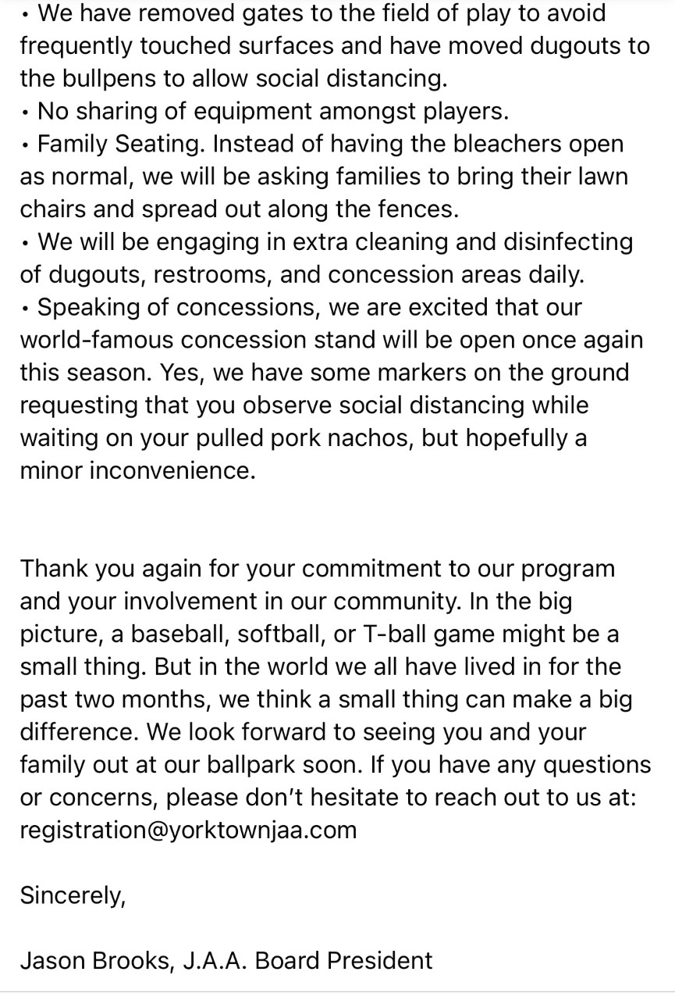 • We have removed gates to the field of play to avoid
frequently touched surfaces and have moved dugouts to
the bullpens to allow social distancing.
• No sharing of equipment amongst players.
• Family Seating. Instead of having the bleachers open
as normal, we will be asking families to bring their lawn
chairs and spread out along the fences.
• We will be engaging in extra cleaning and disinfecting
of dugouts, restrooms, and concession areas daily.
• Speaking of concessions, we are excited that our
world-famous concession stand will be open once again
this season. Yes, we have some markers on the ground
requesting that you observe social distancing while
waiting on your pulled pork nachos, but hopefully a
minor inconvenience.
Thank you again for your commitment to our program
and your involvement in our community. In the big
picture, a baseball, softball, or T-ball game might be a
small thing. But in the world we all have lived in for the
past two months, we think a small thing can make a big
difference. We look forward to seeing you and your
family out at our ballpark soon. If you have any questions
or concerns, please don’t hesitate to reach out to us at:
registration@yorktownjaa.com
Sincerely,
Jason Brooks, J.A.A. Board President